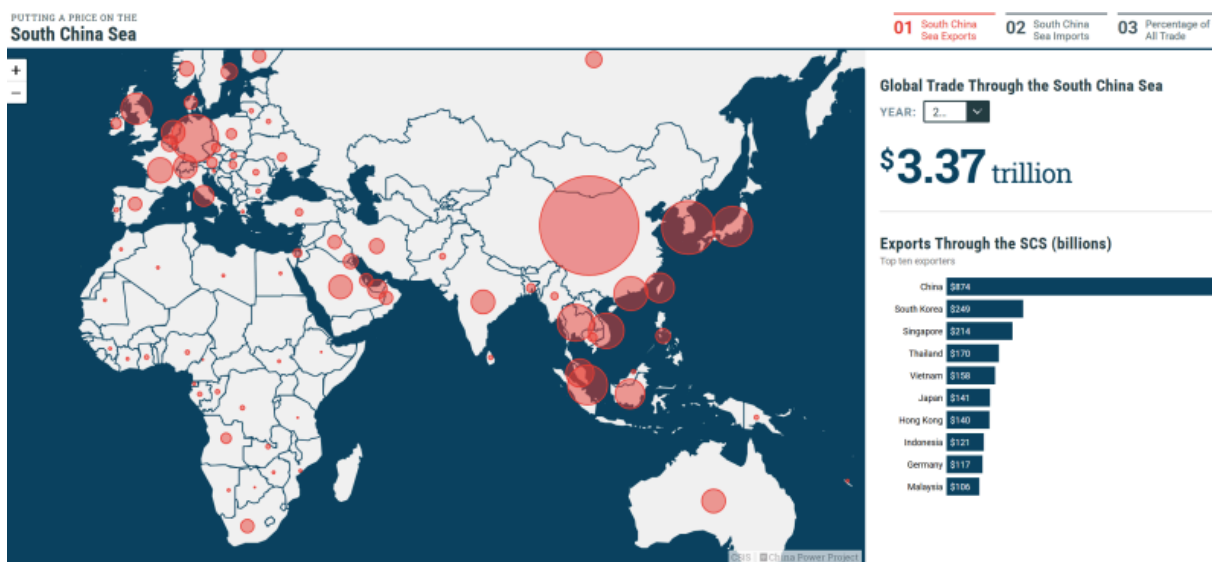 PUTTING A PRICE ON THE
South China Sea
01 South China
Sea Exports
02 South China
Sea Imports
03 Percentage of
All Trade
+
−
Global Trade Through the South China Sea
YEAR: 2...
$3.37 trillion
Exports Through the SCS (billions)
Top ten exporters
China $874
South Korea $249
Singapore $214
Thailand $170
Vietnam $158
Japan $141
Hong Kong $140
Indonesia $121
Germany $117
Malaysia $106
CSIS | China Power Project